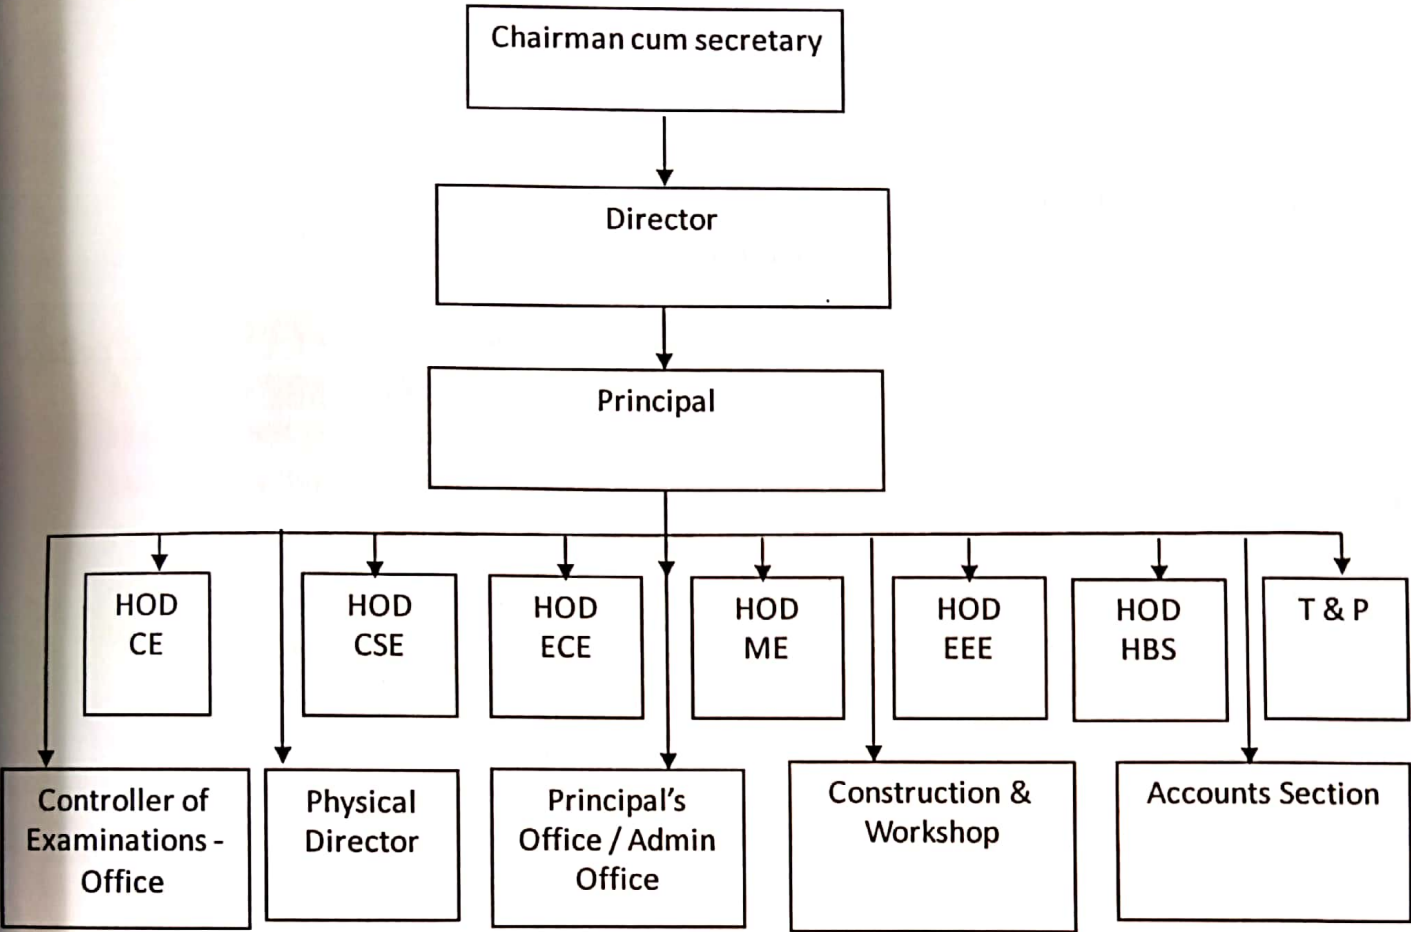 Chairman cum secretary
Director
Principal
HOD
CE
HOD
CSE
HOD
ECE
HOD
ME
HOD
EEE
HOD
HBS
T & P
Controller of
Examinations -
Office
Physical
Director
Principal’s
Office / Admin
Office
Construction &
Workshop
Accounts Section